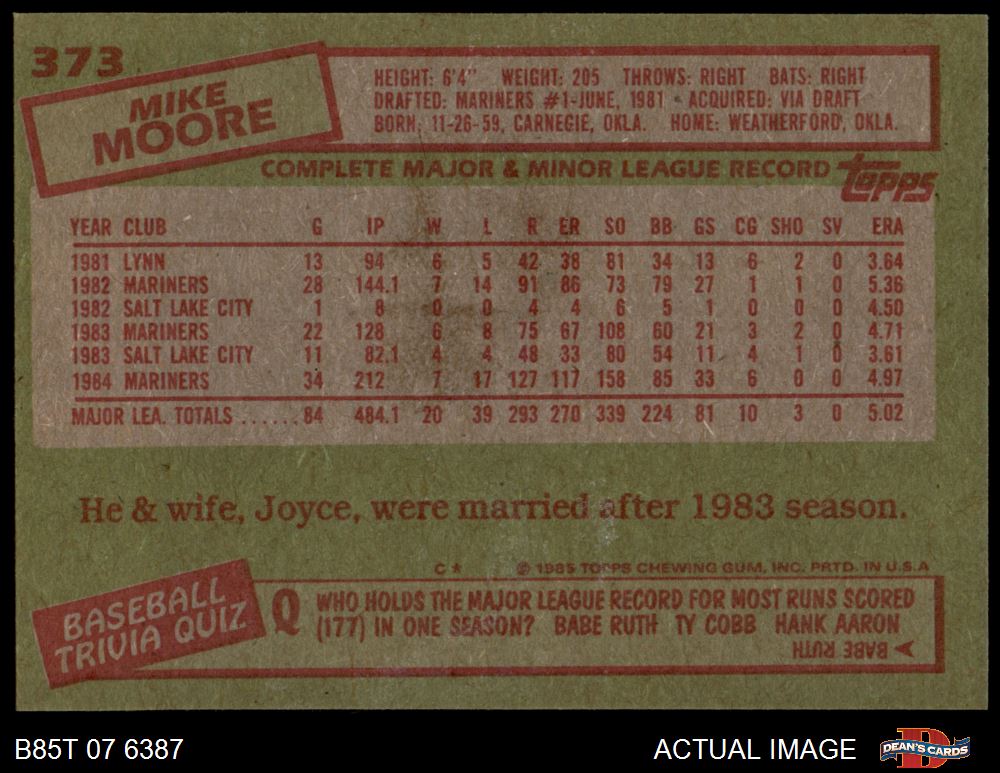 373
MIKE
MOORE
HEIGHT: 6'4" WEIGHT: 205 THROWS: RIGHT BATS: RIGHT
DRAFTED: MARINERS #1-JUNE, 1981 • ACQUIRED: VIA DRAFT
BORN: 11-26-59, CARNEGIE, OKLA. HOME: WEATHERFORD, OKLA.
COMPLETE MAJOR & MINOR LEAGUE RECORD topps
YEAR CLUB G IP W L R ER SO BB GS CG SHO SV ERA
1981 LYNN 13 94 6 5 42 38 81 34 13 6 2 0 3.64
1982 MARINERS 28 144.1 7 14 91 86 73 79 27 1 1 0 5.36
1982 SALT LAKE CITY 1 8 0 0 4 4 6 5 1 0 0 0 4.50
1983 MARINERS 22 128 6 8 75 67 108 60 21 3 2 0 4.71
1983 SALT LAKE CITY 11 82.1 4 4 48 33 80 54 11 4 1 0 3.61
1984 MARINERS 34 212 7 17 127 117 158 85 33 6 0 0 4.97
MAJOR LEA. TOTALS ...... 84 484.1 20 39 293 270 339 224 81 10 3 0 5.02
He & wife, Joyce, were married after 1983 season.
C* © 1985 TOPPS CHEWING GUM, INC. PRTD. IN U.S.A
BASEBALL
TRIVIA QUIZ
Q WHO HOLDS THE MAJOR LEAGUE RECORD FOR MOST RUNS SCORED
(177) IN ONE SEASON? BABE RUTH TY COBB HANK AARON
BABE RUTH
B85T 07 6387
ACTUAL IMAGE
DEAN'S CARDS